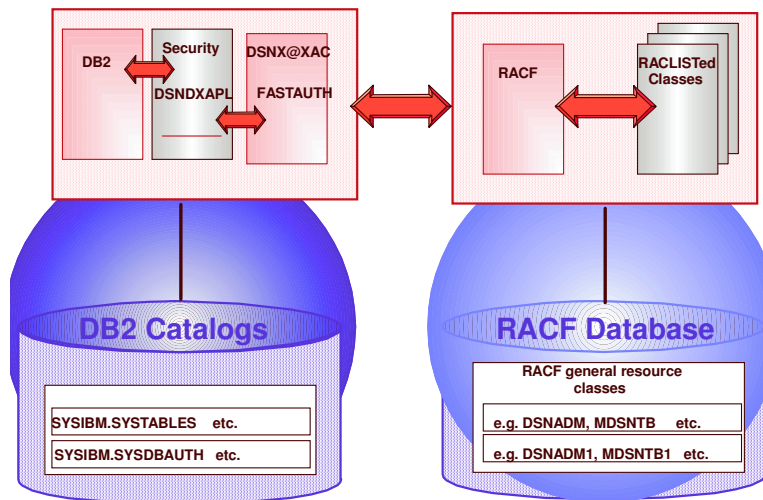 DB2
Security
DSNDXAPL
DSNX@XAC
FASTAUTH
RACF
RACLISTed
Classes
DB2 Catalogs
SYSIBM.SYSTABLES etc.
SYSIBM.SYSDBAUTH etc.
RACF Database
RACF general resource
classes
e.g. DSNADM, MDSNTB etc.
e.g. DSNADM1, MDSNTB1 etc.